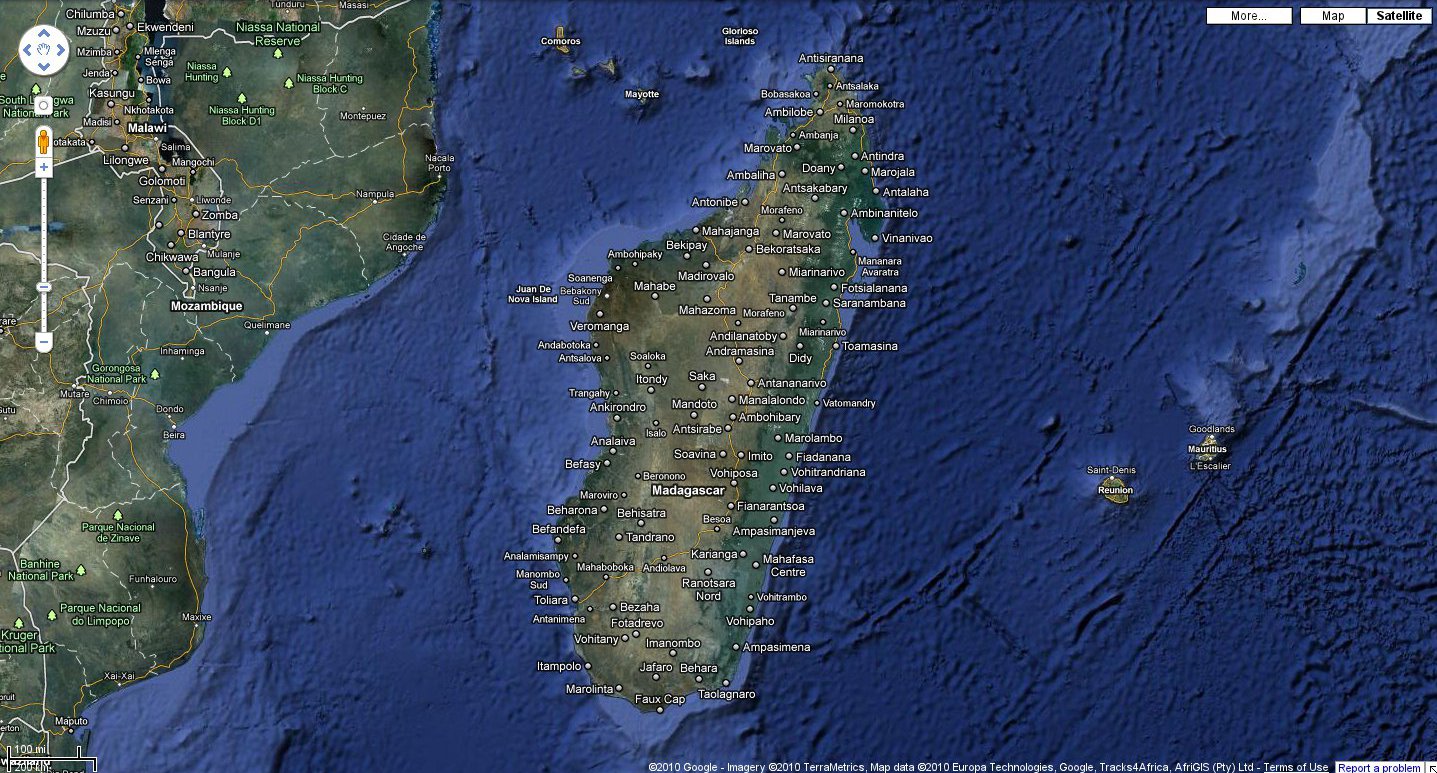 Chilumba
Ekwendeni
Mzuzu
Mzimba
Mlenga
Senga
Jenda
Bowa
Kasungu
Nkhotakota
Madisi
Malawi
Salima
Lilongwe
Mangochi
Golomoti
Senzani
Liwonde
Zomba
Blantyre
Mulanje
Chikwawa
Bangula
Nsanje
Mozambique
Quelimane
Tunduru
Masasi
Niassa National
Reserve
Niassa
Hunting
Niassa Hunting
Block C
Niassa Hunting
Block D1
Montepuez
Nacala
Porto
Nampula
Cidade de
Angoche
Inhaminga
Gorongosa
National Park
Mutare
Chimoio
Dondo
Beira
Parque Nacional
de Zinave
Banhine
National Park
Funhalouro
Parque Nacional
do Limpopo
Maxixe
Kruger
Xai-Xai
Maputo
100 mi
200 km
Comoros
Glorioso
islands
Mayotte
Juan De
Nova Island
Antisiranana
Antsalaka
Bobasakoa
Maromokotra
Ambilobe
Milanoa
Ambanja
Marovato
Antindra
Doany
Marojala
Ambaliha
Antsakabary
Antalaha
Antonibe
Morafeno
Ambinanitelo
Mahajanga
Marovato
Vinanivao
Bekipay
Bekoratsaka
Ambohipaky
Mananara
Avaratra
Madirovalo
Miarinarivo
Soanenga
Bebakony
Sud
Mahabe
Fotsialanana
Tanambe
Saranambana
Mahazoma
Morafeno
Veromanga
Miarinarivo
Andilanatoby
Andabotoka
Toamasina
Andramasina
Didy
Antsalova
Soaloka
Itondy
Saka
Antananarivo
Trangahy
Manalalondo
Vatomandry
Ankirondro
Mandoto
Ambohibary
Isalo
Antsirabe
Analaiva
Marolambo
Soavina
Imito
Fiadanana
Befasy
Beronono
Vohiposa
Vohitrandriana
Madagascar
Vohilava
Maroviro
Beharona
Behisatra
Fianarantsoa
Besoa
Befandefa
Ampasimanjeva
Tandrano
Analamisampy
Karianga
Mahafasa
Centre
Mahaboboka
Andiolava
Manombo
Sud
Ranotsara
Nord
Toliara
Vohitrambo
Bezaha
Antanimena
Fotadrevo
Vohipaho
Vohitany
Imanombo
Ampasimena
Itampolo
Jafaro
Behara
Marolinta
Taolagnaro
Faux Cap
Goodlands
Mauritius
L'Escalier
Saint-Denis
Reunion
More...
Map
Satellite
©2010 Google - Imagery ©2010 TerraMetrics, Map data ©2010 Europa Technologies, Google, Tracks4Africa, AfriGIS (Pty) Ltd - Terms of Use
Report a problem